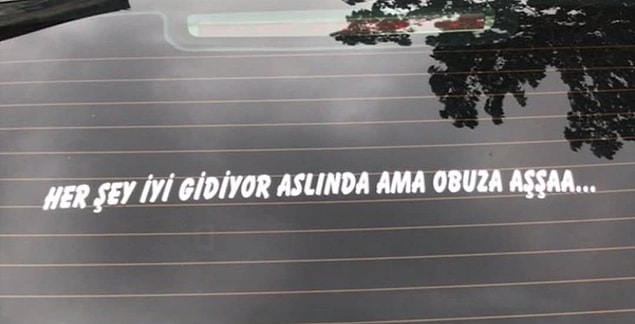 HER ŞEY İYİ GİDİYOR ASLINDA AMA OBUZA AŞŞAA...